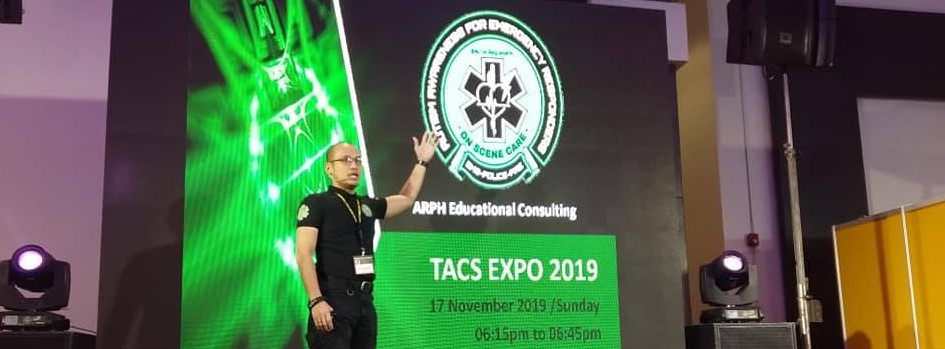 AUTISM AWARENESS FOR EMERGENCY RESPONDERS
ON SCENE CARE
EMS-POLICE-FIRE
ARPH Educational Consulting
TACS EXPO 2019
17 November 2019 /Sunday
06:15pm to 06:45pm